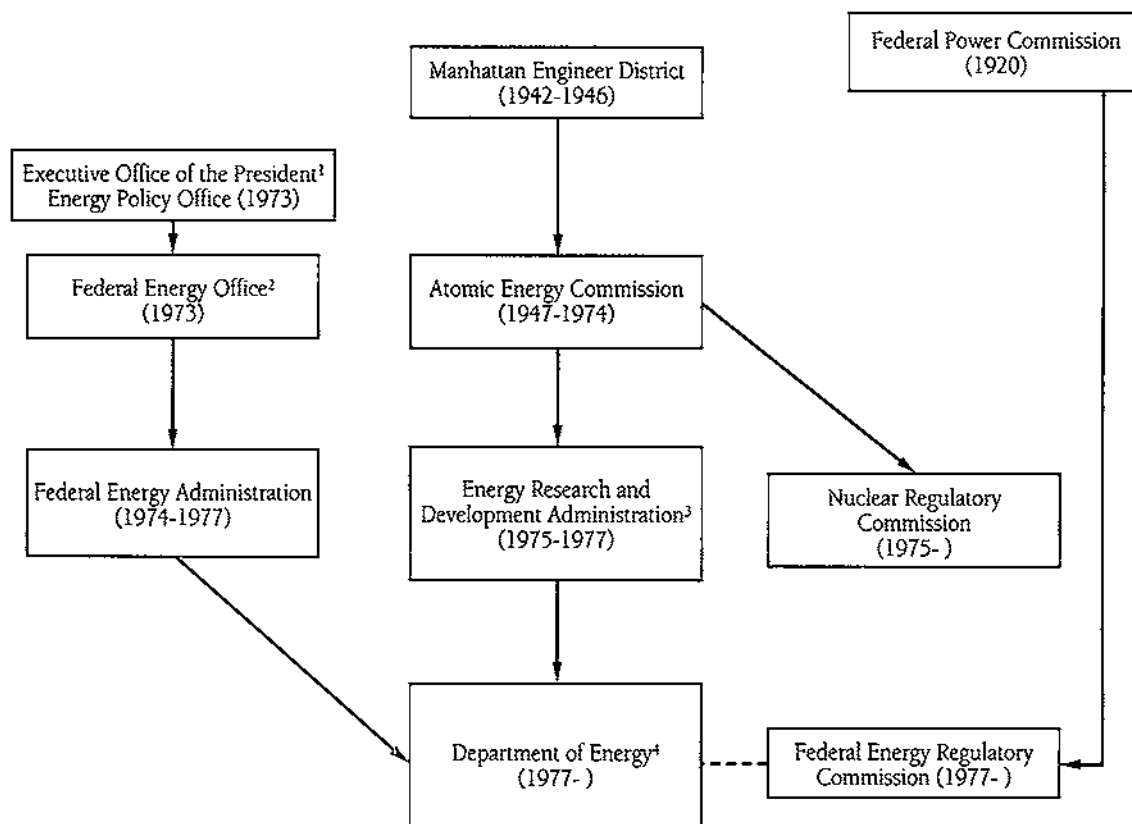 Federal Power Commission
(1920)
Manhattan Engineer District
(1942-1946)
Executive Office of the President¹
Energy Policy Office (1973)
Federal Energy Office²
(1973)
Atomic Energy Commission
(1947-1974)
Federal Energy Administration
(1974-1977)
Energy Research and
Development Administration³
(1975-1977)
Nuclear Regulatory
Commission
(1975- )
Department of Energy⁴
(1977- )
Federal Energy Regulatory
Commission (1977- )